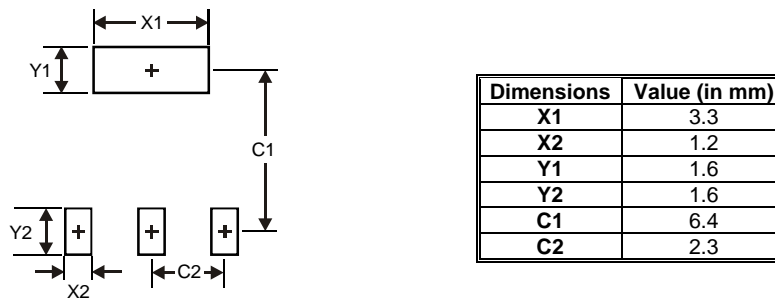 X1
Y1
C1
Y2
C2
X2
Dimensions Value (in mm)
X1 3.3
X2 1.2
Y1 1.6
Y2 1.6
C1 6.4
C2 2.3